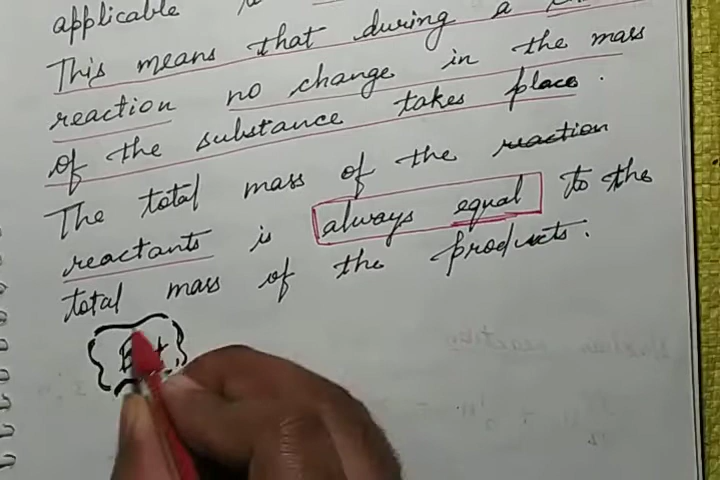 applicable
This means that during a
reaction no change in the mass
of the substance takes place.
The total mass of the reaction
reactants is always equal to the
total mass of the products.